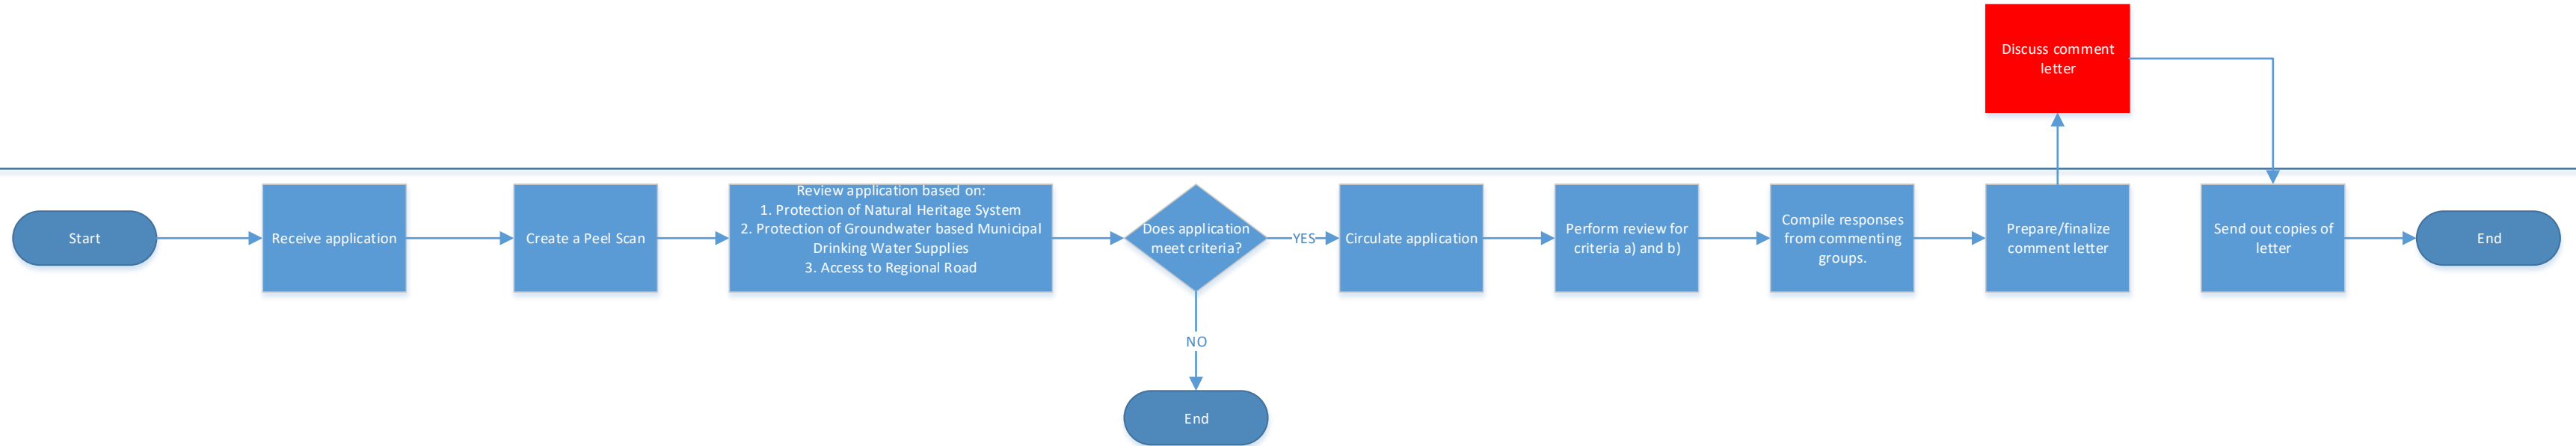 Discuss comment
letter
Start
Receive application
Create a Peel Scan
Review application based on:
1. Protection of Natural Heritage System
2. Protection of Groundwater based Municipal
Drinking Water Supplies
3. Access to Regional Road
Does application
meet criteria?
YES
Circulate application
Perform review for
criteria a) and b)
Compile responses
from commenting
groups.
Prepare/finalize
comment letter
Send out copies of
letter
End
NO
End